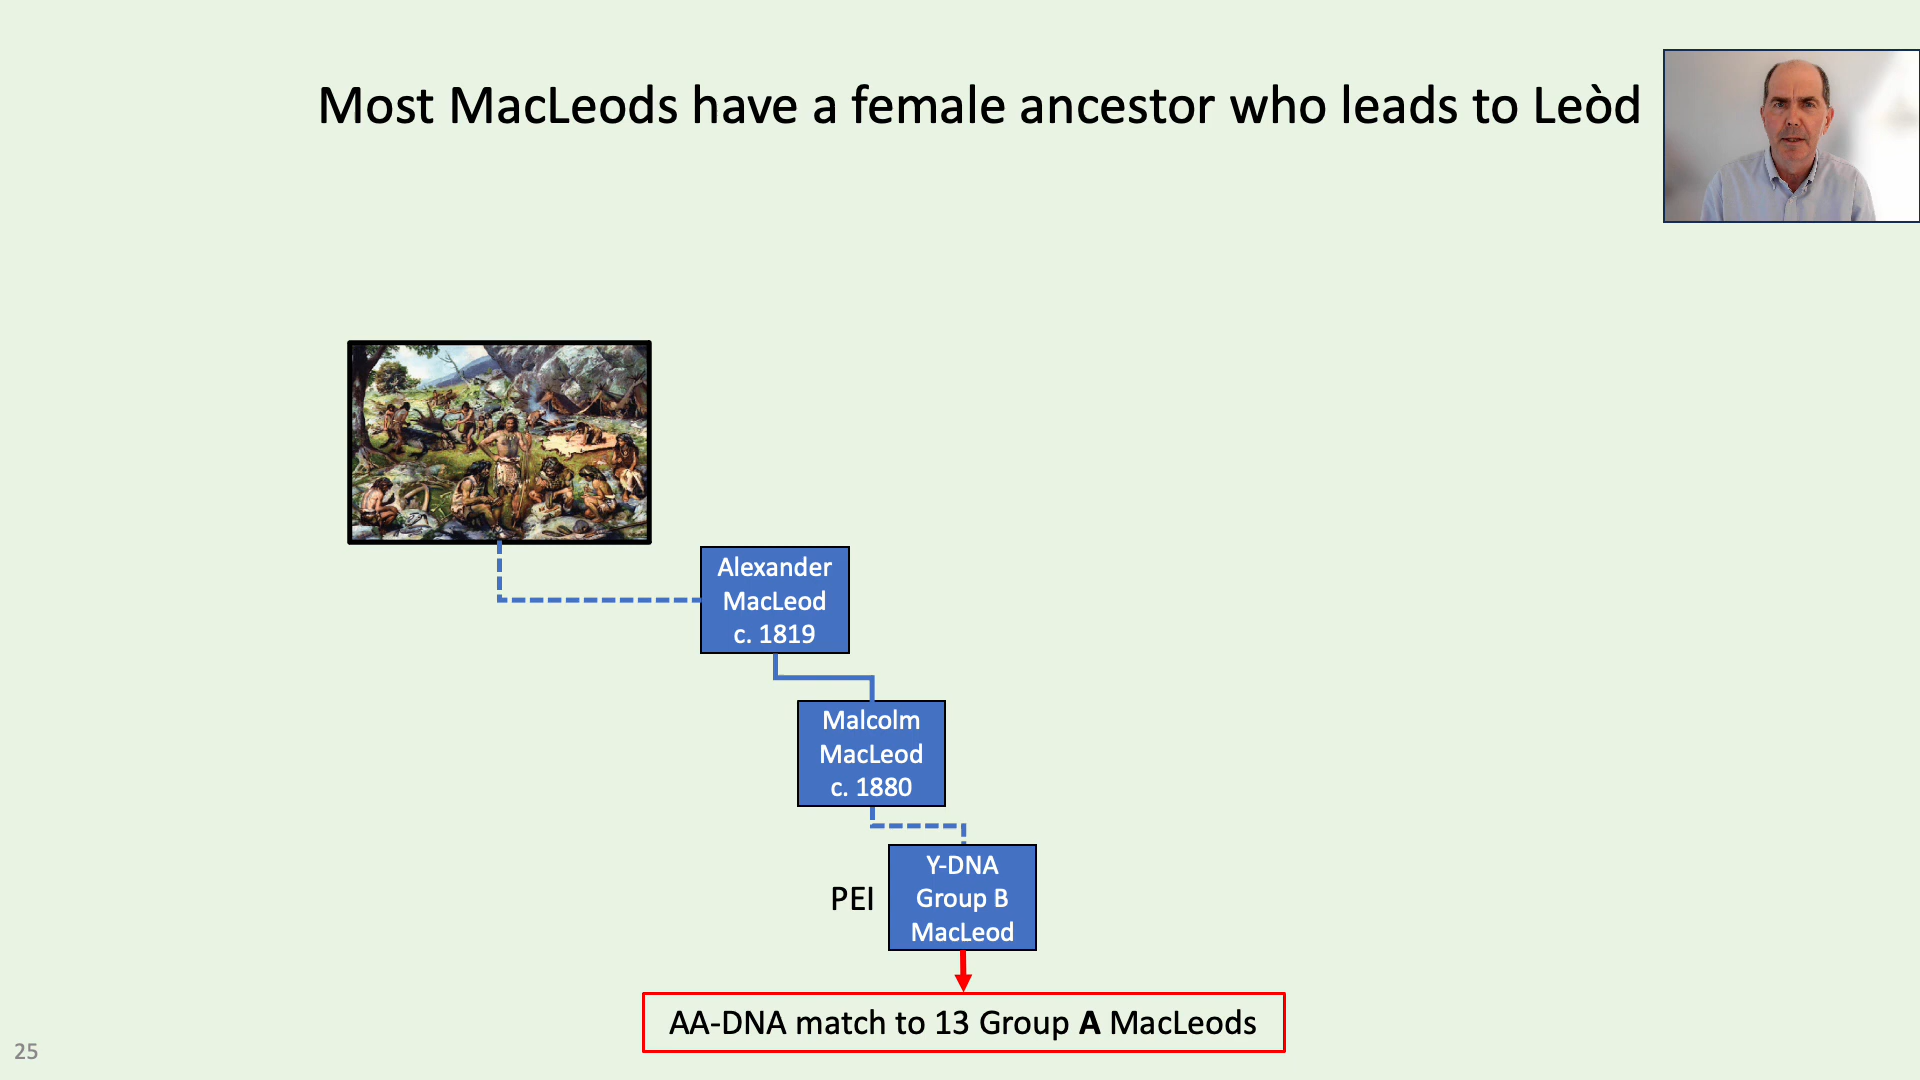 Most MacLeods have a female ancestor who leads to Leòd
Alexander
MacLeod
c. 1819
Malcolm
MacLeod
c. 1880
PEI
Y-DNA
Group B
MacLeod
AA-DNA match to 13 Group A MacLeods
25